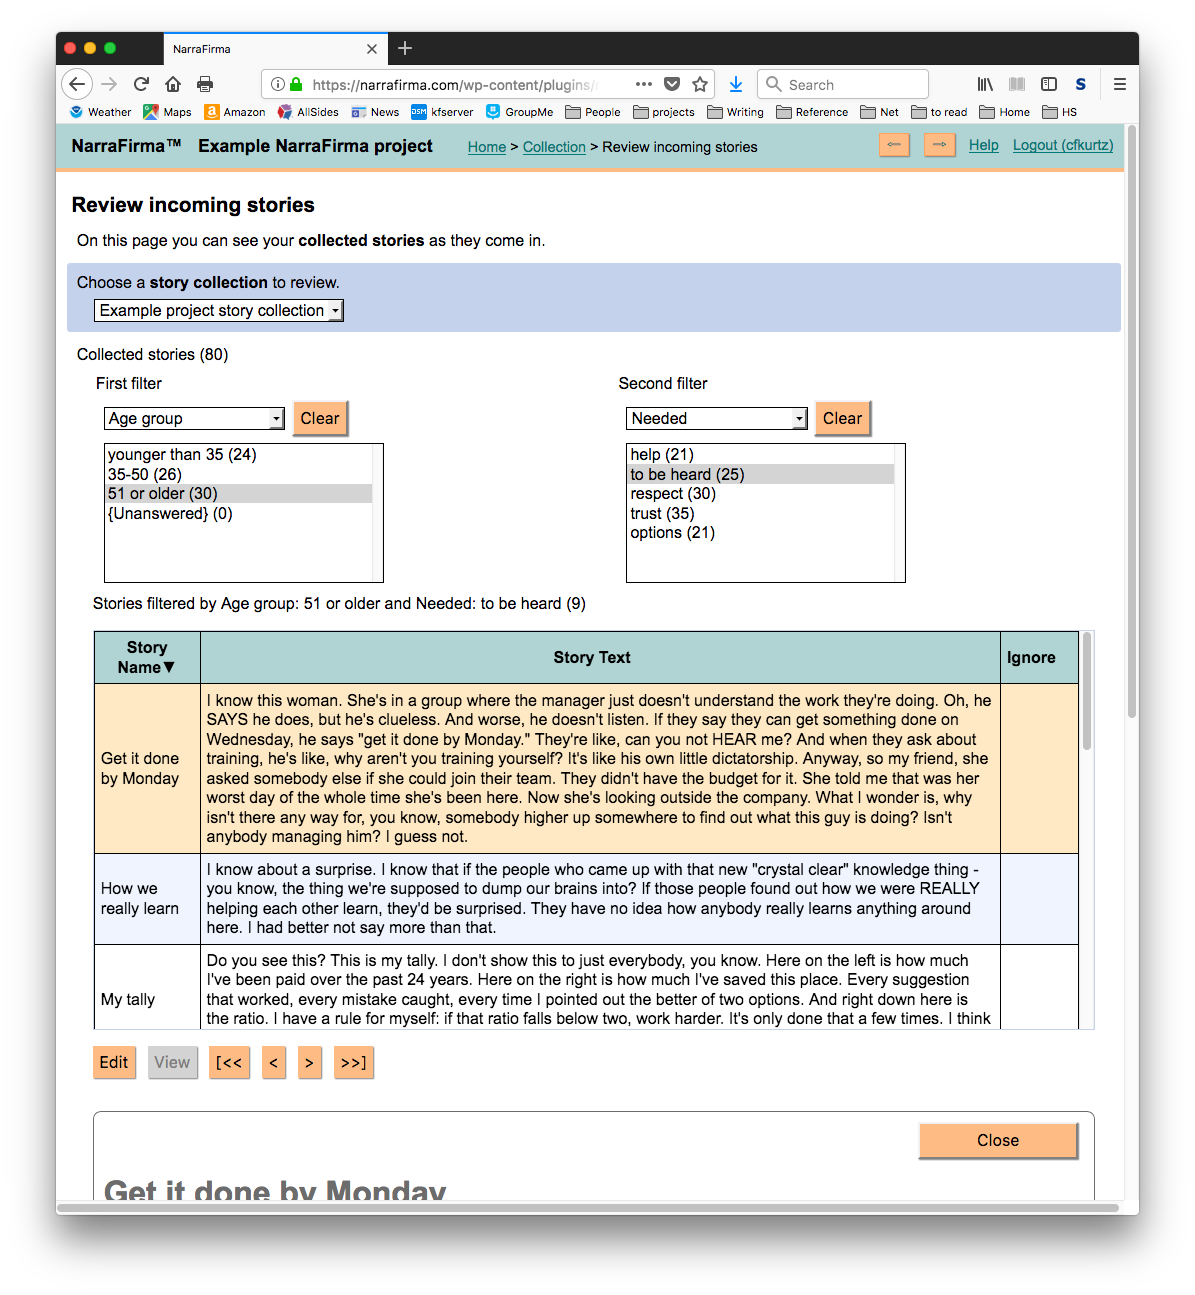 NarraFirma
https://narrafirma.com/wp-content/plugins/
Search
Weather Maps Amazon AllSides News kfserver GroupMe People projects Writing Reference Net to read Home HS
NarraFirma™ Example NarraFirma project Home > Collection > Review incoming stories Help Logout (cfkurtz)
Review incoming stories
On this page you can see your collected stories as they come in.
Choose a story collection to review.
Example project story collection
Collected stories (80)
First filter
Age group Clear
younger than 35 (24)
35-50 (26)
51 or older (30)
{Unanswered} (0)
Second filter
Needed Clear
help (21)
to be heard (25)
respect (30)
trust (35)
options (21)
Stories filtered by Age group: 51 or older and Needed: to be heard (9)
Story
Name▼
Story Text
Ignore
Get it done
by Monday
I know this woman. She's in a group where the manager just doesn't understand the work they're doing. Oh, he
SAYS he does, but he's clueless. And worse, he doesn't listen. If they say they can get something done on
Wednesday, he says "get it done by Monday." They're like, can you not HEAR me? And when they ask about
training, he's like, why aren't you training yourself? It's like his own little dictatorship. Anyway, so my friend, she
asked somebody else if she could join their team. They didn't have the budget for it. She told me that was her
worst day of the whole time she's been here. Now she's looking outside the company. What I wonder is, why
isn't there any way for, you know, somebody higher up somewhere to find out what this guy is doing? Isn't
anybody managing him? I guess not.
How we
really learn
I know about a surprise. I know that if the people who came up with that new "crystal clear" knowledge thing -
you know, the thing we're supposed to dump our brains into? If those people found out how we were REALLY
helping each other learn, they'd be surprised. They have no idea how anybody really learns anything around
here. I had better not say more than that.
My tally
Do you see this? This is my tally. I don't show this to just everybody, you know. Here on the left is how much
I've been paid over the past 24 years. Here on the right is how much I've saved this place. Every suggestion
that worked, every mistake caught, every time I pointed out the better of two options. And right down here is
the ratio. I have a rule for myself: if that ratio falls below two, work harder. It's only done that a few times. I think
Edit View [<< < > >>]
Close
Get it done by Monday